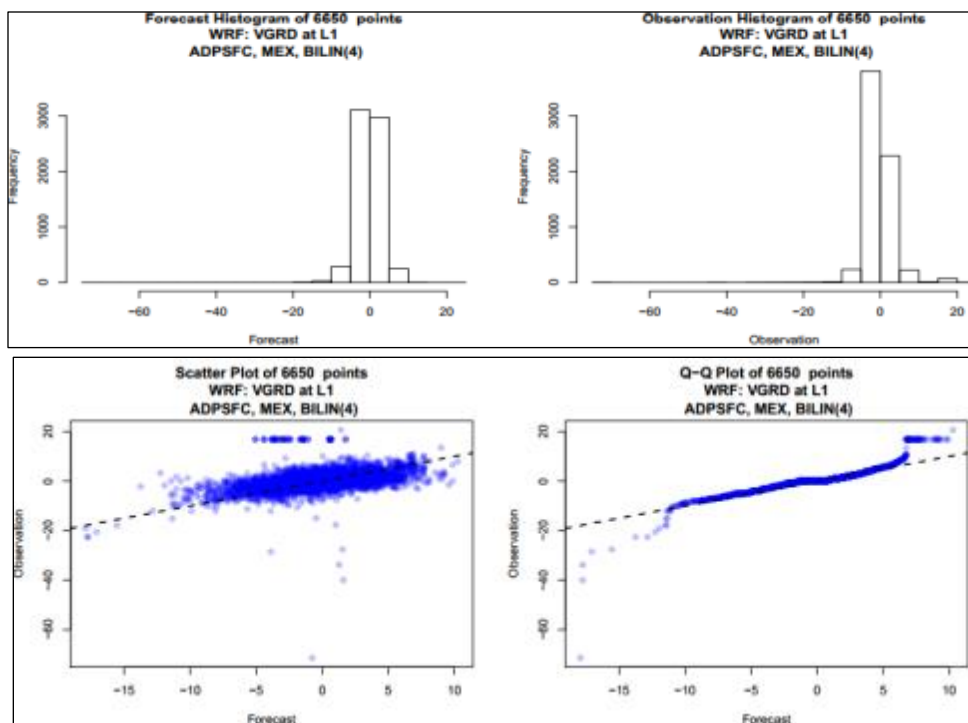 Forecast Histogram of 6650 points
WRF: VGRD at L1
ADPSFC, MEX, BILIN(4)
Frequency
3000
2000
1000
0
−60
−40
−20
0
20
Forecast
Observation Histogram of 6650 points
WRF: VGRD at L1
ADPSFC, MEX, BILIN(4)
Frequency
3000
2000
1000
0
−60
−40
−20
0
20
Observation
Scatter Plot of 6650 points
WRF: VGRD at L1
ADPSFC, MEX, BILIN(4)
Observation
20
0
−20
−40
−60
−15
−10
−5
0
5
10
Forecast
Q−Q Plot of 6650 points
WRF: VGRD at L1
ADPSFC, MEX, BILIN(4)
Observation
20
0
−20
−40
−60
−15
−10
−5
0
5
10
Forecast